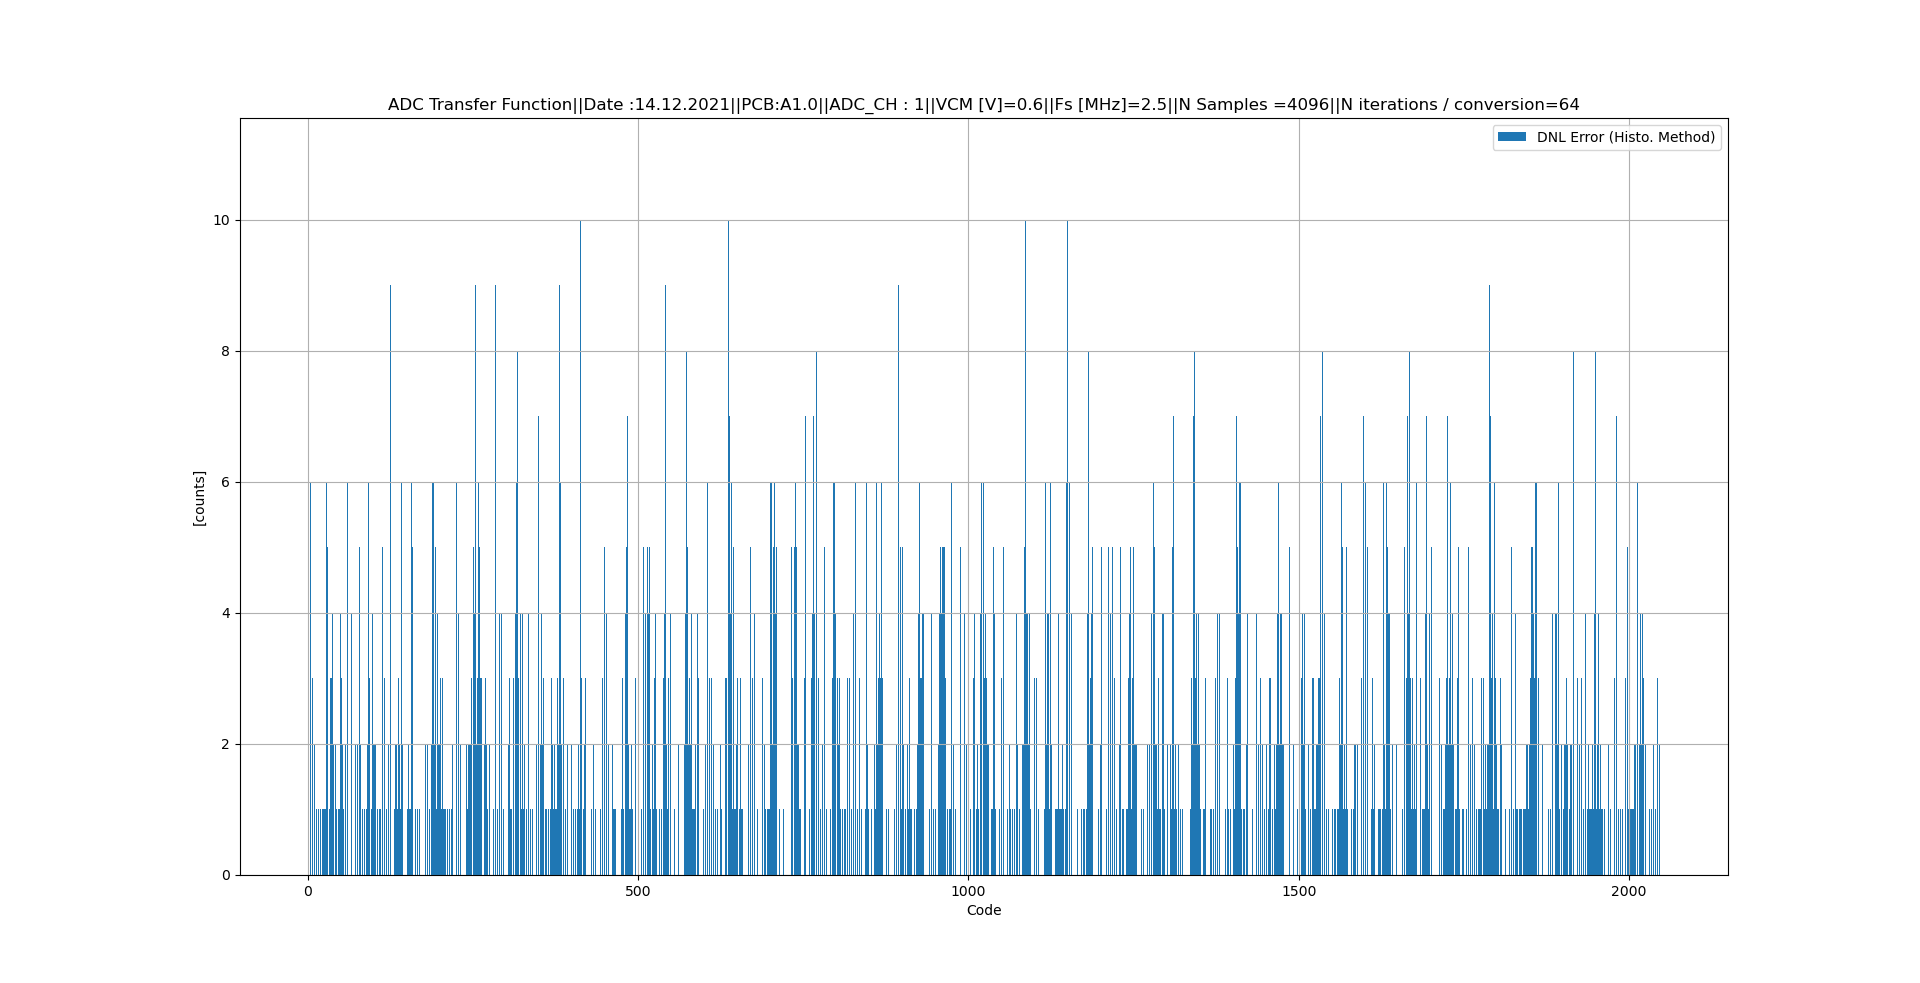 ADC Transfer Function||Date :14.12.2021||PCB:A1.0||ADC_CH : 1||VCM [V]=0.6||Fs [MHz]=2.5||N Samples =4096||N iterations / conversion=64
DNL Error (Histo. Method)
10
8
6
4
2
0
[counts]
0 500 1000 1500 2000
Code